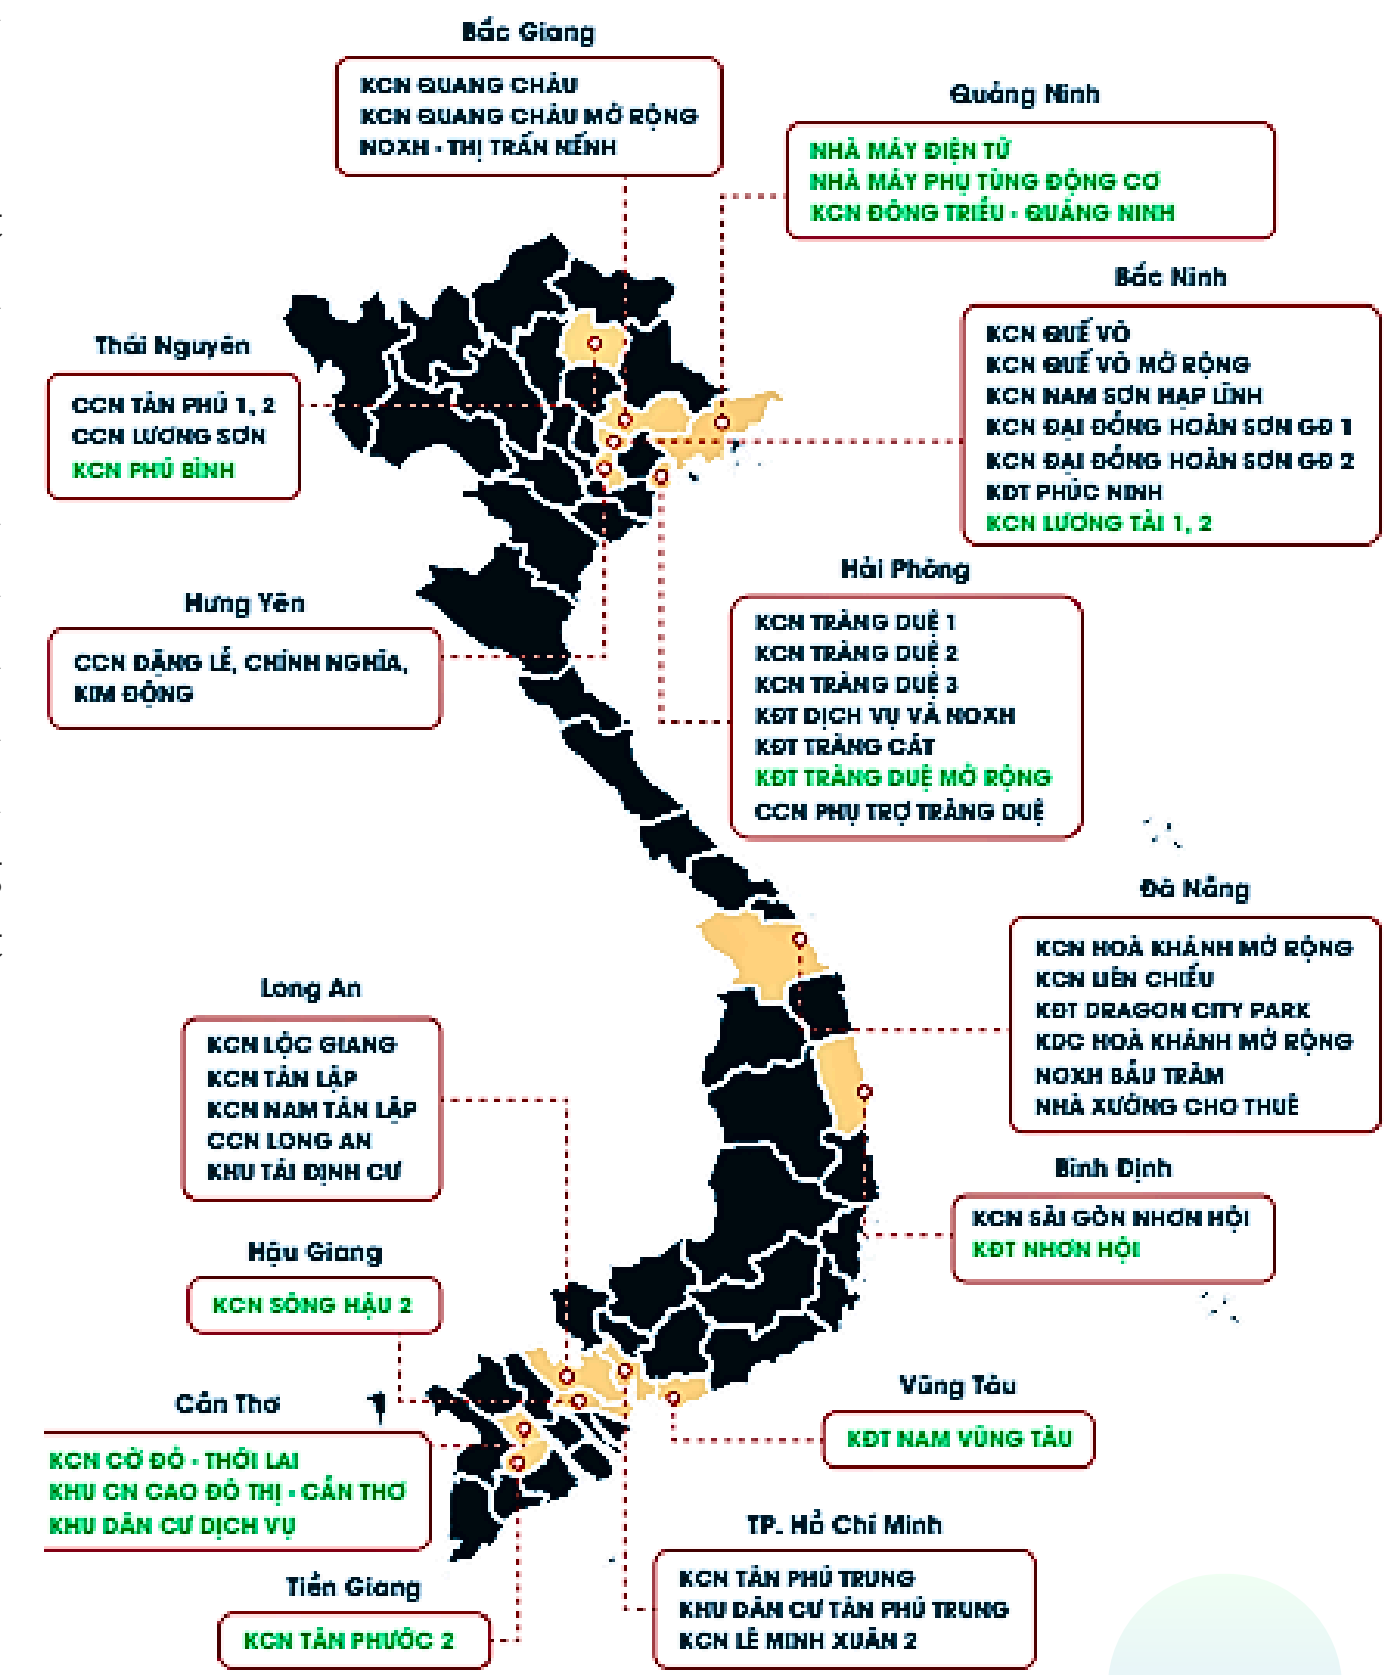 Bắc Giang
KCN QUANG CHÂU
KCN QUANG CHÂU MỞ RỘNG
NOXH - THỊ TRẤN NẾNH
Quảng Ninh
NHÀ MÁY ĐIỆN TỬ
NHÀ MÁY PHỤ TÙNG ĐỘNG CƠ
KCN ĐÔNG TRIỀU - QUẢNG NINH
Bắc Ninh
KCN QUẾ VÕ
KCN QUẾ VÕ MỞ RỘNG
KCN NAM SƠN HẠP LĨNH
KCN ĐẠI ĐỒNG HOÀN SƠN GĐ 1
KCN ĐẠI ĐỒNG HOÀN SƠN GĐ 2
KĐT PHÚC NINH
KCN LƯƠNG TÀI 1, 2
Thái Nguyên
CCN TÂN PHÚ 1, 2
CCN LƯƠNG SƠN
KCN PHÚ BÌNH
Hưng Yên
CCN ĐẶNG LỄ, CHÍNH NGHĨA,
KIM ĐỘNG
Hải Phòng
KCN TRÀNG DUỆ 1
KCN TRÀNG DUỆ 2
KCN TRÀNG DUỆ 3
KĐT DỊCH VỤ VÀ NOXH
KĐT TRÀNG CÁT
KĐT TRÀNG DUỆ MỞ RỘNG
CCN PHỤ TRỢ TRÀNG DUỆ
Đà Nẵng
KCN HOÀ KHÁNH MỞ RỘNG
KCN LIÊN CHIỂU
KĐT DRAGON CITY PARK
KDC HOÀ KHÁNH MỞ RỘNG
NOXH BÀU TRÀM
NHÀ XƯỞNG CHO THUÊ
Long An
KCN LỘC GIANG
KCN TÂN LẬP
KCN NAM TÂN LẬP
CCN LONG AN
KHU TÁI ĐỊNH CƯ
Bình Định
KCN SÀI GÒN NHƠN HỘI
KĐT NHƠN HỘI
Hậu Giang
KCN SÔNG HẬU 2
Cần Thơ
KCN CỜ ĐỎ - THỚI LAI
KHU CN CAO ĐÔ THỊ - CẦN THƠ
KHU DÂN CƯ DỊCH VỤ
Vũng Tàu
KĐT NAM VŨNG TÀU
Tiền Giang
KCN TÂN PHƯỚC 2
TP. Hồ Chí Minh
KCN TÂN PHÚ TRUNG
KHU DÂN CƯ TÂN PHÚ TRUNG
KCN LÊ MINH XUÂN 2